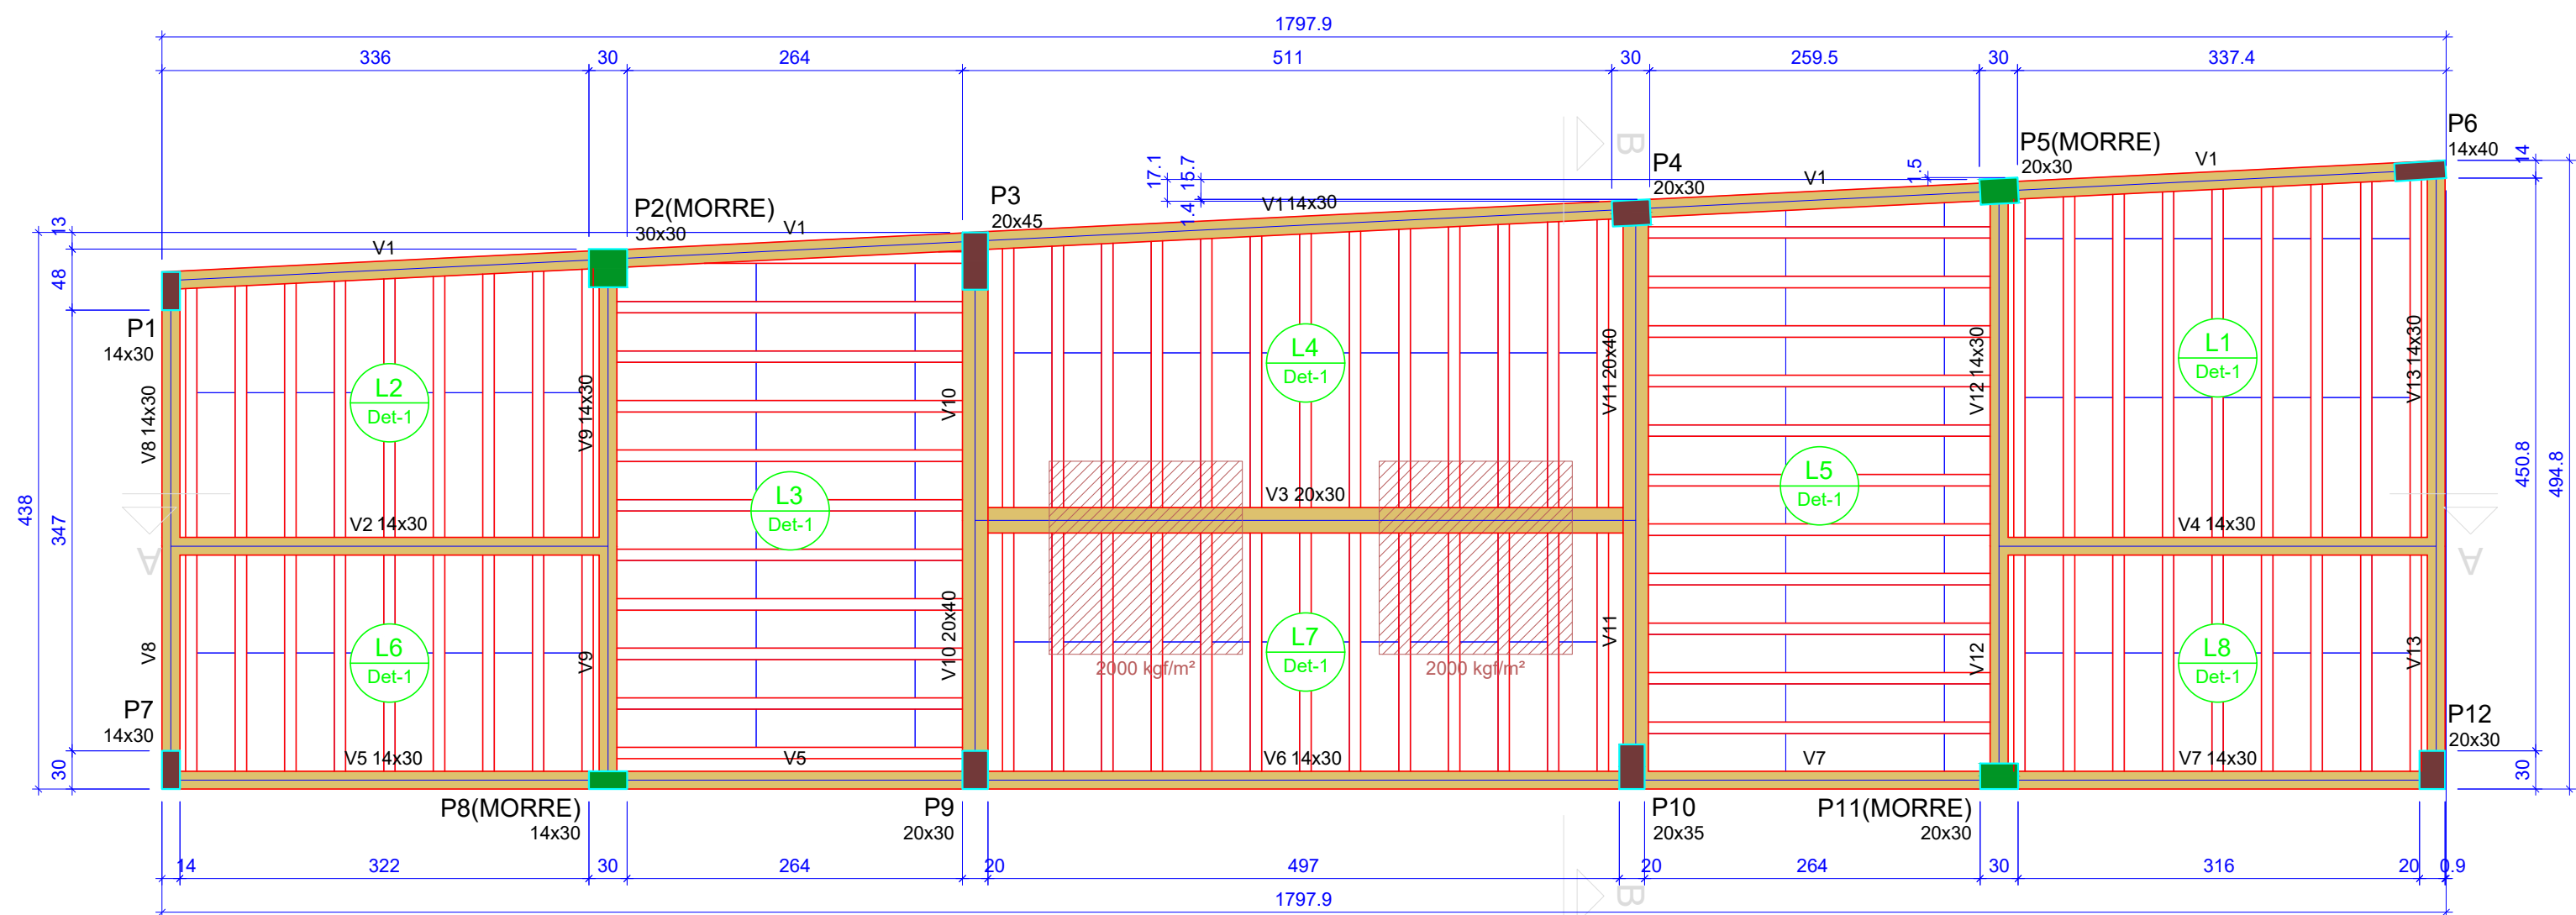 1797.9
336
30
264
511
30
259.5
30
337.4
P6
14x40
14
P5(MORRE)
20x30
V1
P4
20x30
V1
1.5
B
17.1
15.7
1.4
V1 14x30
P3
20x45
P2(MORRE)
30x30
V1
V1
13
48
438
347
30
P1
14x30
V8 14x30
L2
Det-1
V9 14x30
V10
L4
Det-1
V11 20x40
V12 14x30
L1
Det-1
V13 14x30
450.8
494.8
L3
Det-1
V3 20x30
L5
Det-1
V2 14x30
V4 14x30
A
A
V8
L6
Det-1
V9
V10 20x40
2000 kgf/m²
L7
Det-1
2000 kgf/m²
V11
V12
L8
Det-1
V13
P7
14x30
P12
20x30
30
V5 14x30
V5
V6 14x30
V7
V7 14x30
P8(MORRE)
14x30
P9
20x30
P10
20x35
P11(MORRE)
20x30
B
14
322
30
264
20
497
20
264
30
316
20
0.9
1797.9